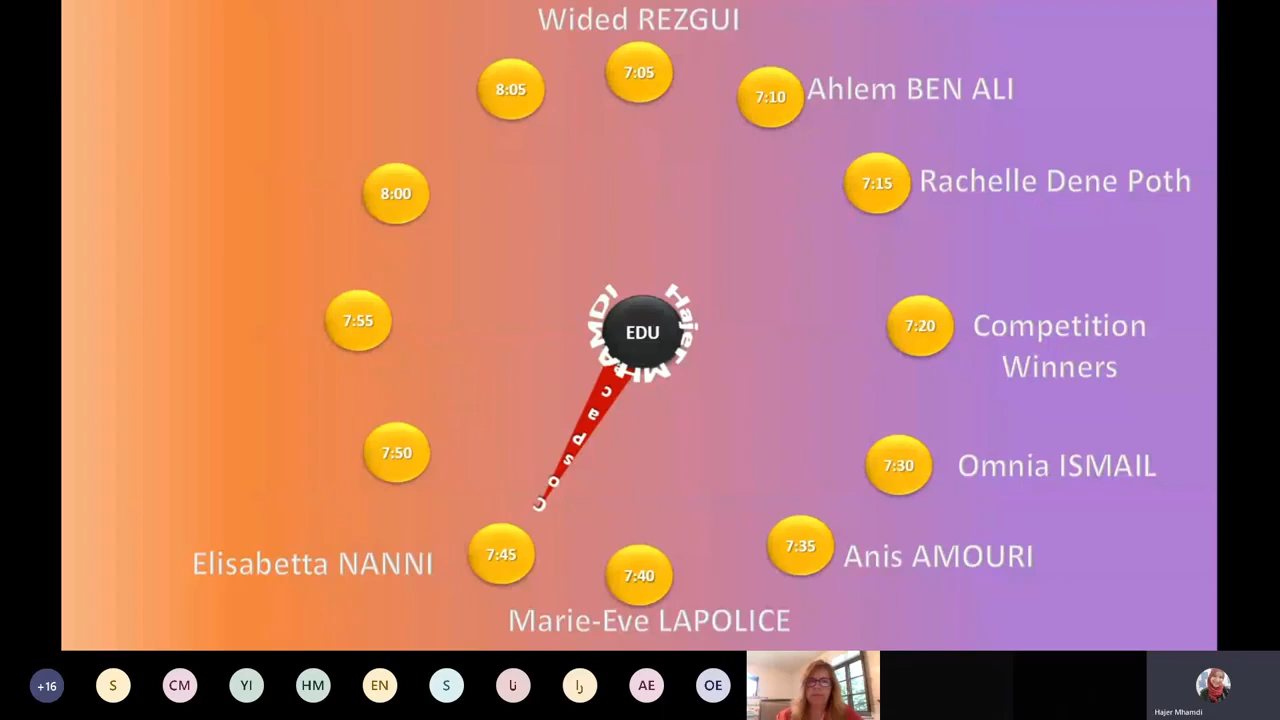 Wided REZGUI
8:05
7:05
7:10
Ahlem BEN ALI
7:15
Rachelle Dene Poth
8:00
7:55
EDU
Hajer MHAMDI
7:20
Competition
Winners
7:50
7:30
Omnia ISMAIL
Elisabetta NANNI
7:45
7:40
7:35
Anis AMOURI
Marie-Eve LAPOLICE
+16
S
CM
YI
HM
EN
S
AE
OE
Hajer Mhamdi